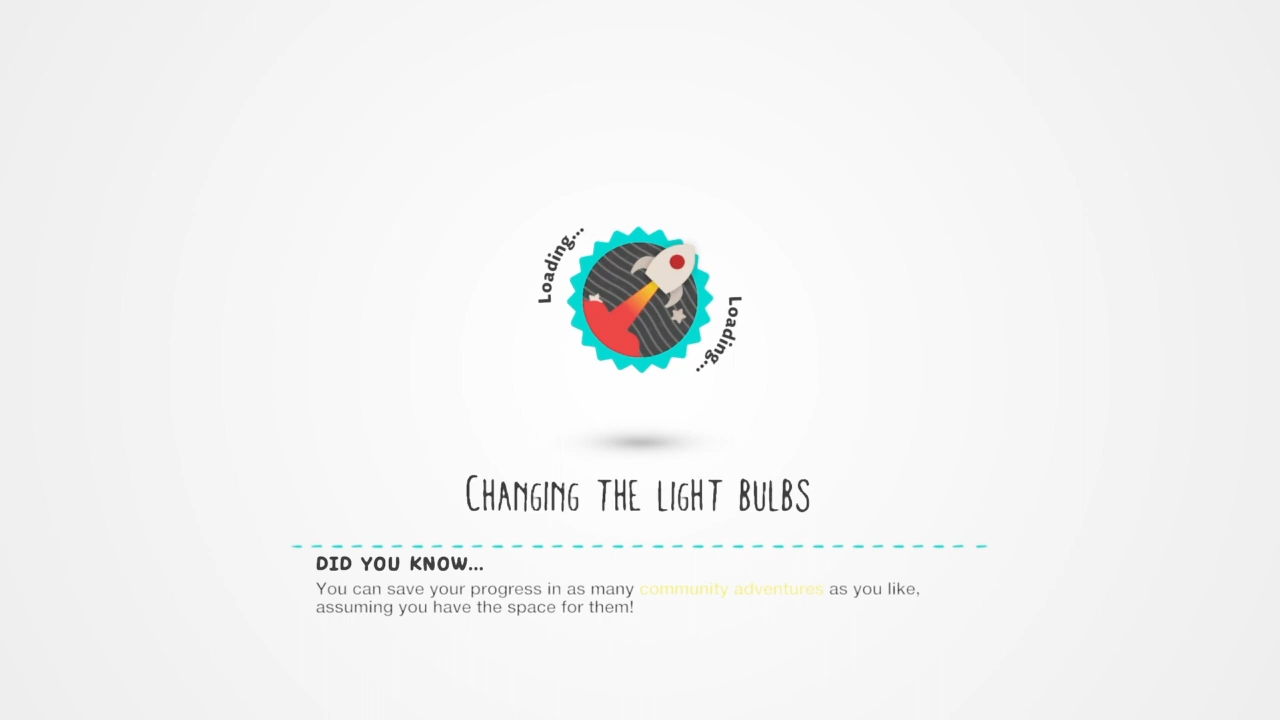 Loading...
Loading...
Changing the light bulbs
DID YOU KNOW...
You can save your progress in as many community adventures as you like,
assuming you have the space for them!